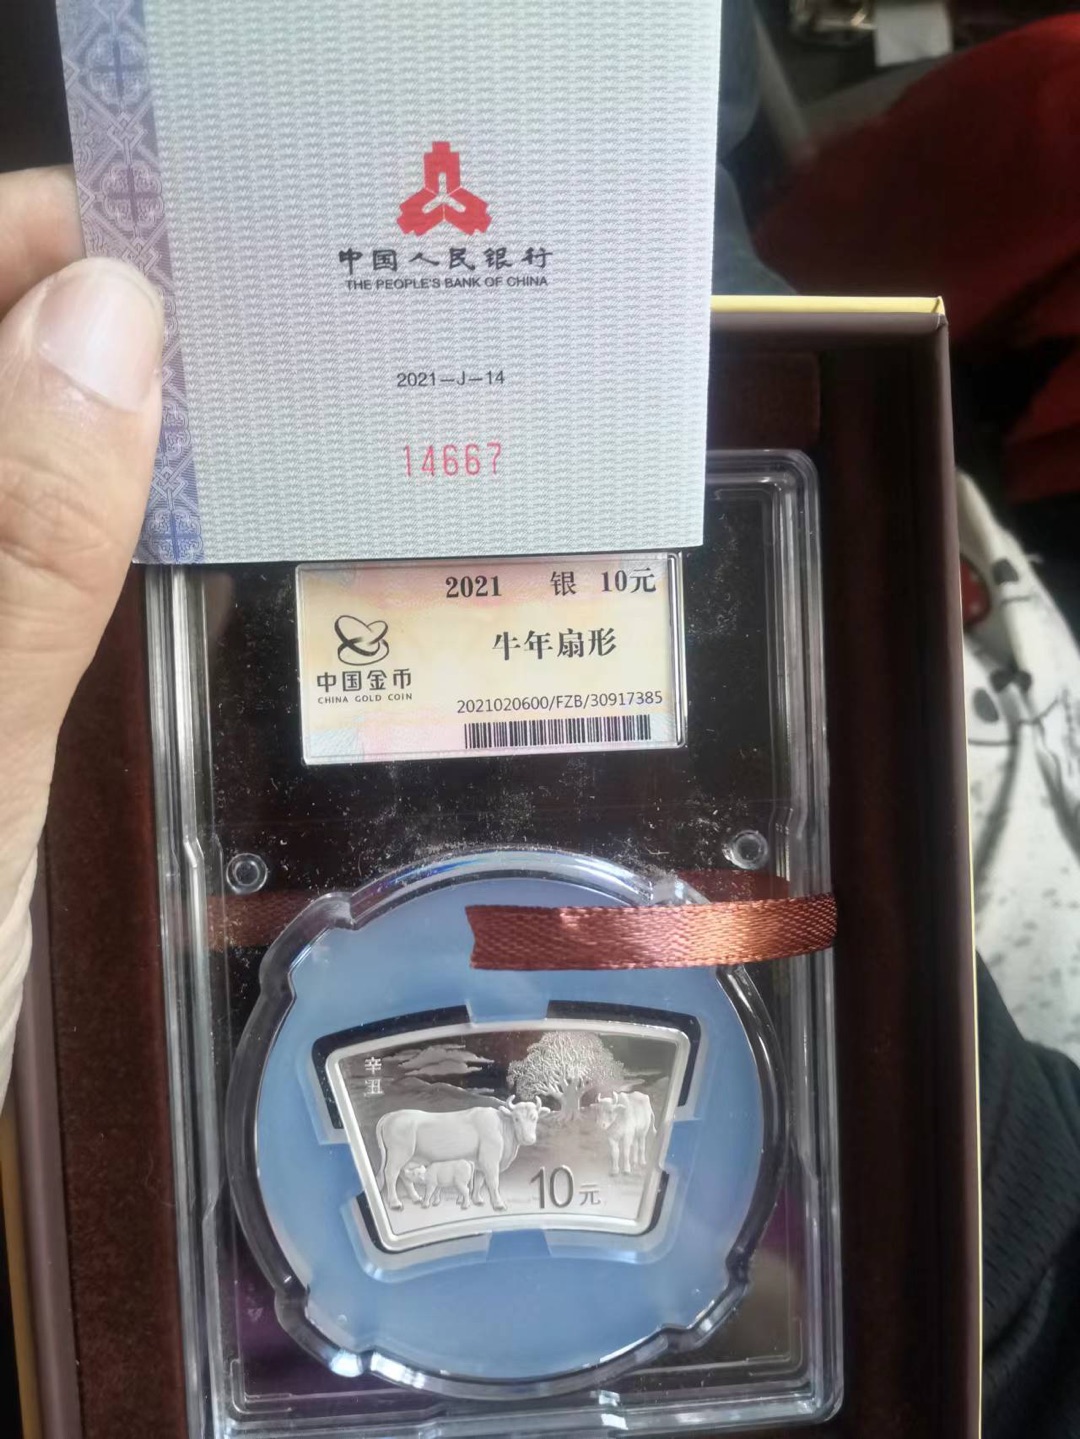 中国人民银行
THE PEOPLE'S BANK OF CHINA
2021—J—14
14667
2021 银 10元
牛年扇形
中国金币
CHINA GOLD COIN
2021020600/FZB/30917385
辛丑
10元